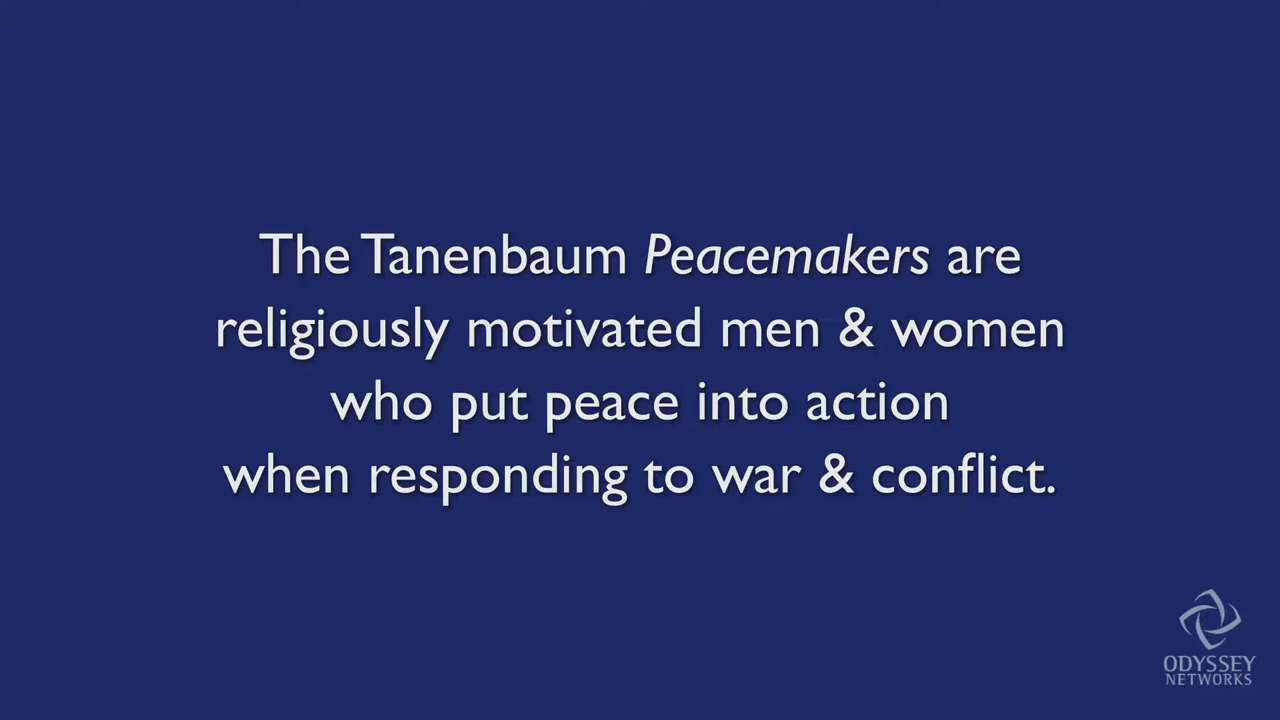 The Tanenbaum Peacemakers are
religiously motivated men & women
who put peace into action
when responding to war & conflict.
ODYSSEY
NETWORKS